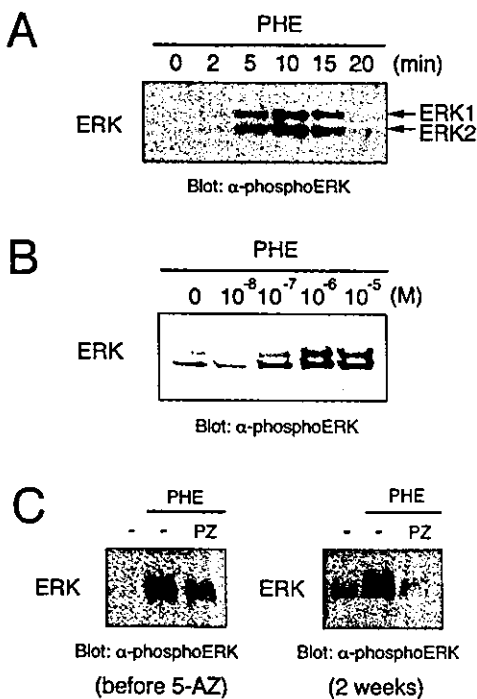 A
PHE
0 2 5 10 15 20 (min)
ERK
ERK1
ERK2
Blot: α-phosphoERK
B
PHE
0 10⁻⁸ 10⁻⁷ 10⁻⁶ 10⁻⁵ (M)
ERK
Blot: α-phosphoERK
C
PHE
- - PZ
ERK
Blot: α-phosphoERK
(before 5-AZ)
PHE
- - PZ
ERK
Blot: α-phosphoERK
(2 weeks)